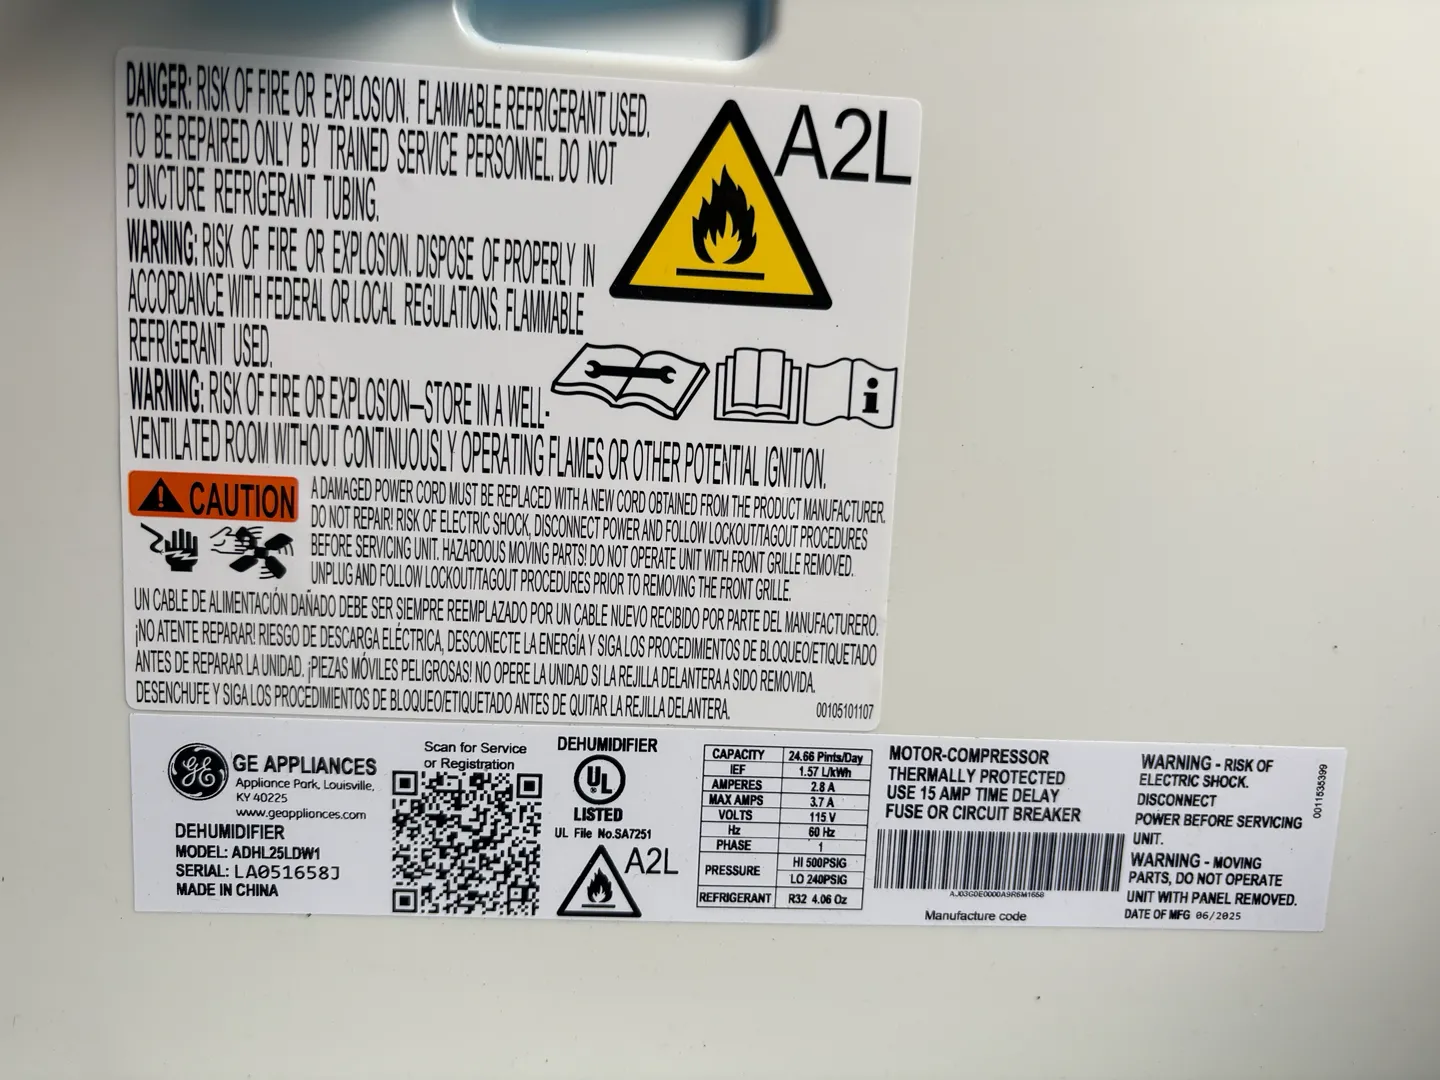 DANGER: RISK OF FIRE OR EXPLOSION. FLAMMABLE REFRIGERANT USED.
TO BE REPAIRED ONLY BY TRAINED SERVICE PERSONNEL. DO NOT
PUNCTURE REFRIGERANT TUBING.
A2L
WARNING: RISK OF FIRE OR EXPLOSION. DISPOSE OF PROPERLY IN
ACCORDANCE WITH FEDERAL OR LOCAL REGULATIONS. FLAMMABLE
REFRIGERANT USED.
WARNING: RISK OF FIRE OR EXPLOSION—STORE IN A WELL-
VENTILATED ROOM WITHOUT CONTINUOUSLY OPERATING FLAMES OR OTHER POTENTIAL IGNITION.
CAUTION
A DAMAGED POWER CORD MUST BE REPLACED WITH A NEW CORD OBTAINED FROM THE PRODUCT MANUFACTURER.
DO NOT REPAIR! RISK OF ELECTRIC SHOCK, DISCONNECT POWER AND FOLLOW LOCKOUT/TAGOUT PROCEDURES
BEFORE SERVICING UNIT. HAZARDOUS MOVING PARTS! DO NOT OPERATE UNIT WITH FRONT GRILLE REMOVED.
UNPLUG AND FOLLOW LOCKOUT/TAGOUT PROCEDURES PRIOR TO REMOVING THE FRONT GRILLE.
UN CABLE DE ALIMENTACIÓN DAÑADO DEBE SER SIEMPRE REEMPLAZADO POR UN CABLE NUEVO RECIBIDO POR PARTE DEL MANUFACTURERO.
¡NO ATENTE REPARAR! RIESGO DE DESCARGA ELÉCTRICA, DESCONECTE LA ENERGÍA Y SIGA LOS PROCEDIMIENTOS DE BLOQUEO/ETIQUETADO
ANTES DE REPARAR LA UNIDAD. ¡PIEZAS MÓVILES PELIGROSAS! NO OPERE LA UNIDAD SI LA REJILLA DELANTERA A SIDO REMOVIDA.
DESENCHUFE Y SIGA LOS PROCEDIMIENTOS DE BLOQUEO/ETIQUETADO ANTES DE QUITAR LA REJILLA DELANTERA.
00105101107
GE APPLIANCES
Appliance Park, Louisville,
KY 40225
www.geappliances.com
DEHUMIDIFIER
MODEL: ADHL25LDW1
SERIAL: LA051658J
MADE IN CHINA
Scan for Service
or Registration
DEHUMIDIFIER
UL
LISTED
UL File No.SA7251
A2L
CAPACITY 24.66 Pints/Day
IEF 1.57 L/kWh
AMPERES 2.8 A
MAX AMPS 3.7 A
VOLTS 115 V
Hz 60 Hz
PHASE 1
PRESSURE HI 500PSIG
LO 240PSIG
REFRIGERANT R32 4.06 Oz
MOTOR-COMPRESSOR
THERMALLY PROTECTED
USE 15 AMP TIME DELAY
FUSE OR CIRCUIT BREAKER
Manufacture code
WARNING - RISK OF
ELECTRIC SHOCK.
DISCONNECT
POWER BEFORE SERVICING
UNIT.
WARNING - MOVING
PARTS, DO NOT OPERATE
UNIT WITH PANEL REMOVED.
DATE OF MFG 06/2025
0011535399